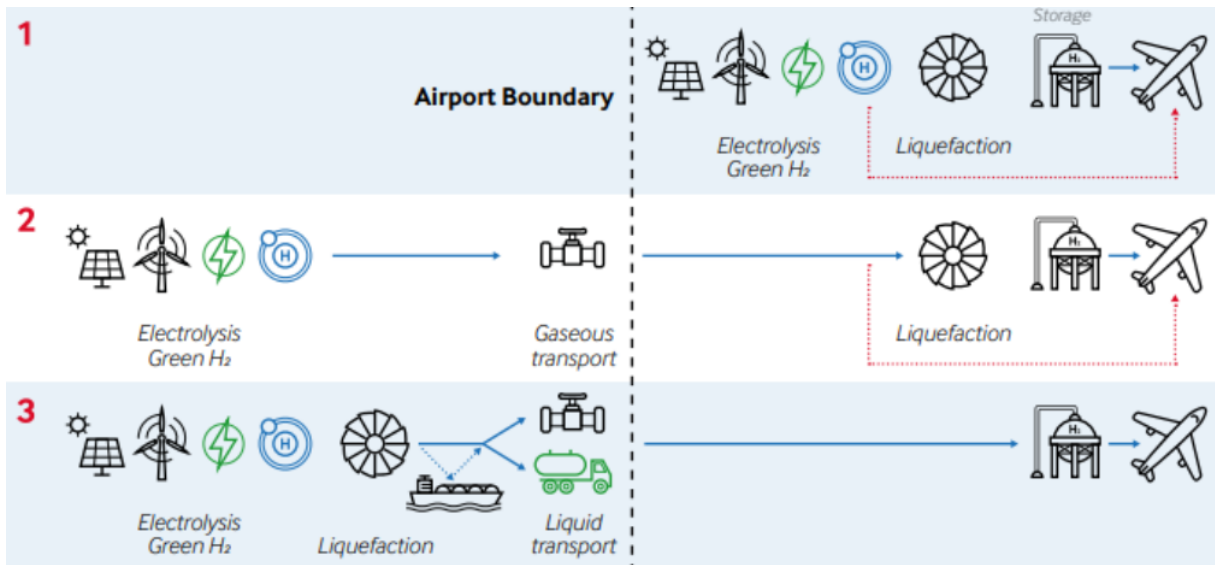 1
Storage
H₂
H
Airport Boundary
Electrolysis
Green H₂
Liquefaction
2
H
H₂
Electrolysis
Green H₂
Gaseous
transport
Liquefaction
3
H
H₂
Electrolysis
Green H₂
Liquefaction
Liquid
transport